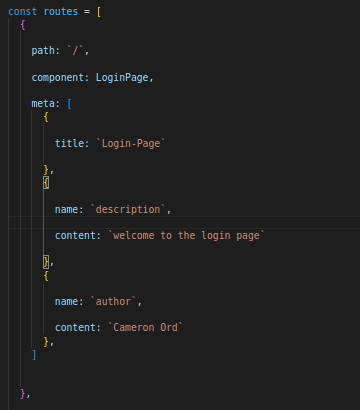 const routes = [
{
path: `/`,
component: LoginPage,
meta: [
{
title: `Login-Page`
},
{
name: `description`,
content: `welcome to the login page`
},
{
name: `author`,
content: `Cameron Ord`
},
]
},